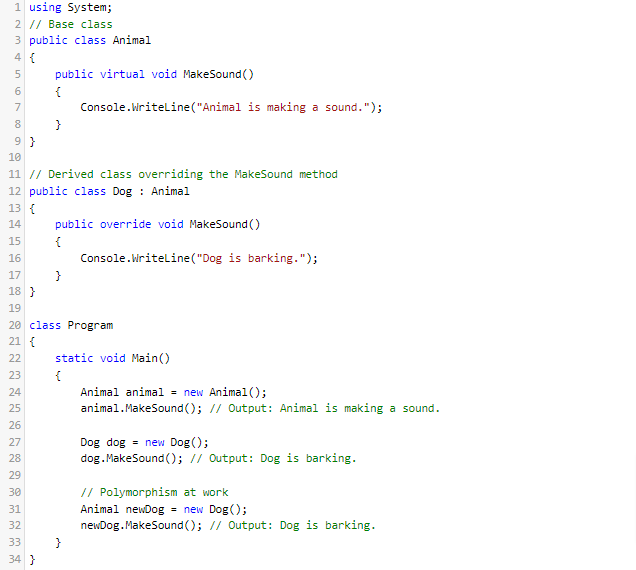 1 using System;
2 // Base class
3 public class Animal
4 {
5     public virtual void MakeSound()
6     {
7         Console.WriteLine("Animal is making a sound.");
8     }
9 }
10
11 // Derived class overriding the MakeSound method
12 public class Dog : Animal
13 {
14     public override void MakeSound()
15     {
16         Console.WriteLine("Dog is barking.");
17     }
18 }
19
20 class Program
21 {
22     static void Main()
23     {
24         Animal animal = new Animal();
25         animal.MakeSound(); // Output: Animal is making a sound.
26
27         Dog dog = new Dog();
28         dog.MakeSound(); // Output: Dog is barking.
29
30         // Polymorphism at work
31         Animal newDog = new Dog();
32         newDog.MakeSound(); // Output: Dog is barking.
33     }
34 }